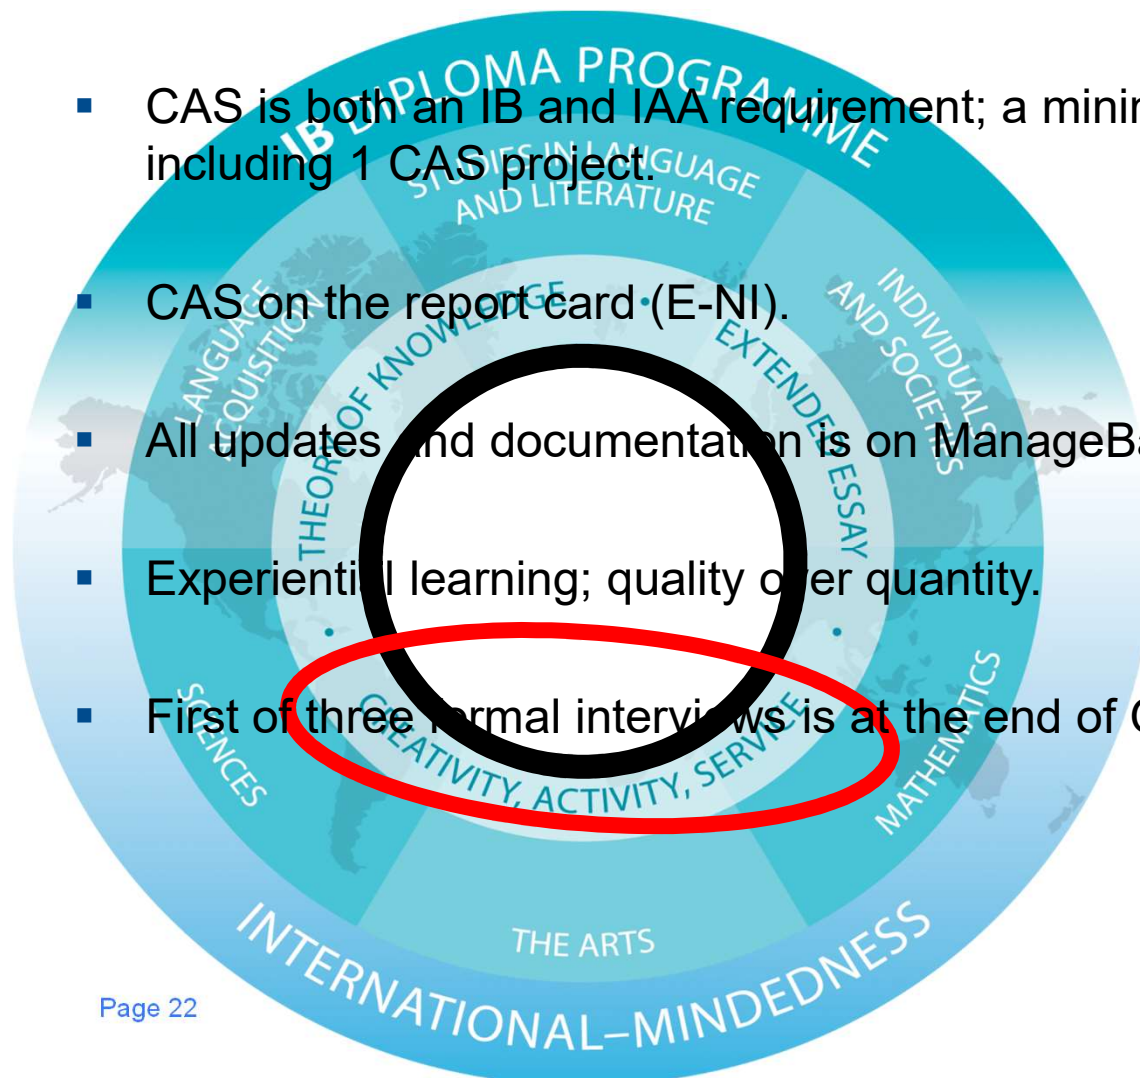 IB DIPLOMA PROGRAMME
▪ CAS is both an IB and IAA requirement; a minir
including 1 CAS project.
STUDIES IN LANGUAGE
AND LITERATURE
▪ CAS on the report card (E-NI).
LANGUAGE
ACQUISITION
INDIVIDUALS
AND SOCIETIES
THEORY OF KNOWLEDGE •
EXTENDED ESSAY •
▪ All updates and documentation is on ManageBa
▪ Experiential learning; quality over quantity.
▪ First of three formal interviews is at the end of
CREATIVITY, ACTIVITY, SERVICE •
SCIENCES
MATHEMATICS
THE ARTS
INTERNATIONAL–MINDEDNESS
Page 22